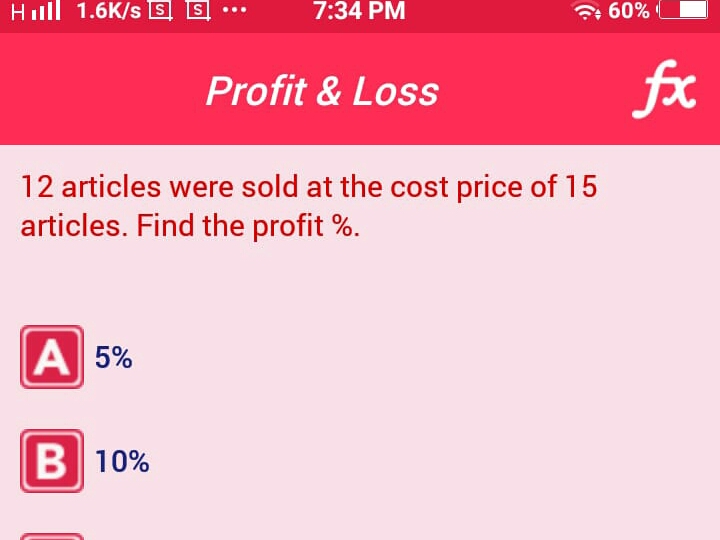 H 1.6K/s S S ... 7:34 PM 60%
Profit & Loss fx
12 articles were sold at the cost price of 15
articles. Find the profit %.
A 5%
B 10%